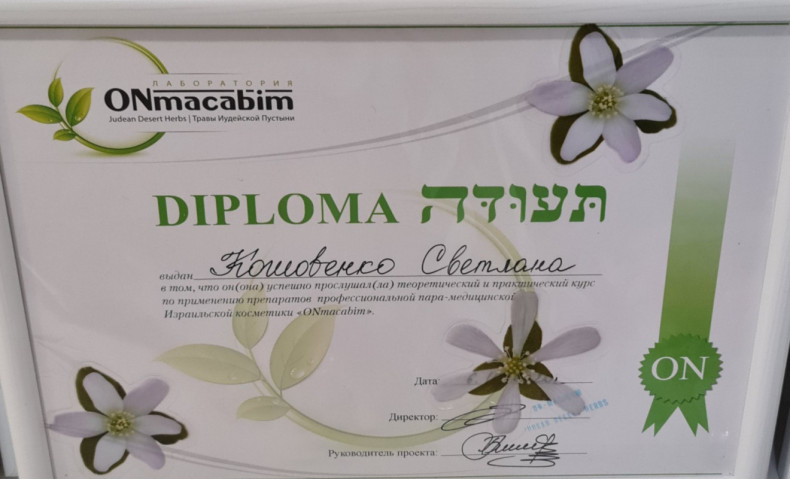 ЛАБОРАТОРИЯ
ONmacabim
Judean Desert Herbs | Травы Иудейской Пустыни
DIPLOMA תּעוּדּה
выдан Кошовенко Светлана
в том, что он(она) успешно прослушал(ла) теоретический и практический курс
по применению препаратов профессиональной пара-медицинской
Израильской косметики «ONmacabim».
ON
Дата:
Директор:
Руководитель проекта: